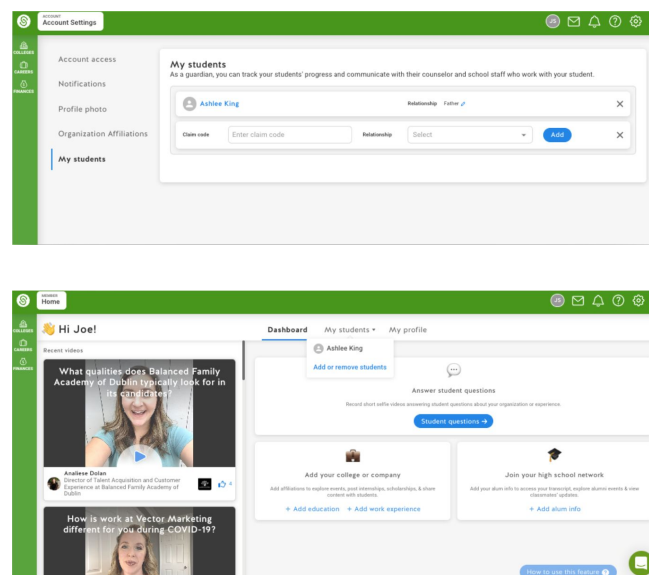 ACCOUNT
Account Settings
JS
COLLEGES
CAREERS
FINANCES
Account access
Notifications
Profile photo
Organization Affiliations
My students
My students
As a guardian, you can track your students' progress and communicate with their counselor and school staff who work with your student.
Ashlee King
Relationship Father
Claim code Enter claim code Relationship Select Add
MEMBER
Home
JS
COLLEGES
CAREERS
FINANCES
Hi Joe!
Dashboard My students My profile
Ashlee King
Add or remove students
Recent videos
What qualities does Balanced Family
Academy of Dublin typically look for in
its candidates?
Analiese Dolan
Director of Talent Acquisition and Customer
Experience at Balanced Family Academy of
Dublin
4
How is work at Vector Marketing
different for you during COVID-19?
Answer student questions
Record short selfie videos answering student questions about your organization or experience.
Student questions →
Add your college or company
Add affiliations to explore events, post internships, scholarships, & share
content with students.
+ Add education + Add work experience
Join your high school network
Add your alum info to access your transcript, explore alumni events & view
classmates' updates.
+ Add alum info
How to use this feature